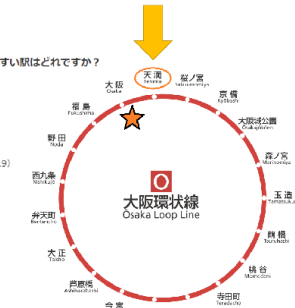 すい駅はどれですか？
天満
Temma
大阪
Osaka
桜ノ宮
Sakuranomiya
福島
Fukushima
京橋
Kyobashi
野田
Noda
大阪城公園
Osakajokoen
森ノ宮
Morinomiya
西九条
Nishikujo
玉造
Tamatsukuri
弁天町
Bentencho
鶴橋
Tsuruhashi
大正
Taisho
桃谷
Momodani
芦原橋
Ashiharabashi
寺田町
Teradacho
今宮
大阪環状線
Osaka Loop Line